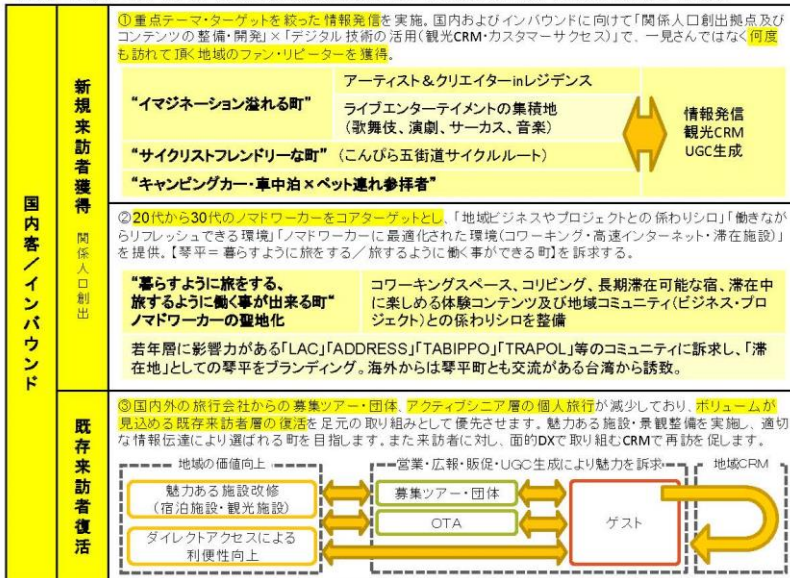 国内客/インバウンド
新規来訪者獲得
関係人口創出
①重点テーマ・ターゲットを絞った情報発信を実施。国内およびインバウンドに向けて「関係人口創出拠点及び
コンテンツの整備・開発」×「デジタル技術の活用(観光CRM・カスタマーサクセス)」で、一見さんではなく何度
も訪れて頂く地域のファン・リピーターを獲得。
“イマジネーション溢れる町”
アーティスト&クリエイターinレジデンス
ライブエンターテイメントの集積地
(歌舞伎、演劇、サーカス、音楽)
“サイクリストフレンドリーな町” (こんぴら五街道サイクルルート)
“キャンピングカー・車中泊×ペット連れ参拝者”
情報発信
観光CRM
UGC生成
②20代から30代のノマドワーカーをコアターゲットとし、「地域ビジネスやプロジェクトとの係わりシロ」「働きなが
らリフレッシュできる環境」「ノマドワーカーに最適化された環境(コワーキング・高速インターネット・滞在施設)」
を提供。【琴平=暮らすように旅をする/旅するように働く事ができる町】を訴求する。
“暮らすように旅をする、
旅するように働く事が出来る町“
ノマドワーカーの聖地化
コワーキングスペース、コリビング、長期滞在可能な宿、滞在中
に楽しめる体験コンテンツ及び地域コミュニティ(ビジネス・プロ
ジェクト)との係わりシロを整備
若年層に影響力がある「LAC」「ADDRESS」「TABIPPO」「TRAPOL」等のコミュニティに訴求し、「滞
在地」としての琴平をブランディング。海外からは琴平町とも交流がある台湾から誘致。
既存来訪者復活
③国内外の旅行会社からの募集ツアー・団体、アクティブシニア層の個人旅行が減少しており、ボリュームが
見込める既存来訪者層の復活を足元の取り組みとして優先させます。魅力ある施設・景観整備を実施し、適切
な情報伝達により選ばれる町を目指します。また来訪者に対し、面的DXで取り組むCRMで再訪を促します。
地域の価値向上
営業・広報・販促・UGC生成により魅力を訴求
地域CRM
魅力ある施設改修
(宿泊施設・観光施設)
募集ツアー・団体
OTA
ゲスト
ダイレクトアクセスによる
利便性向上